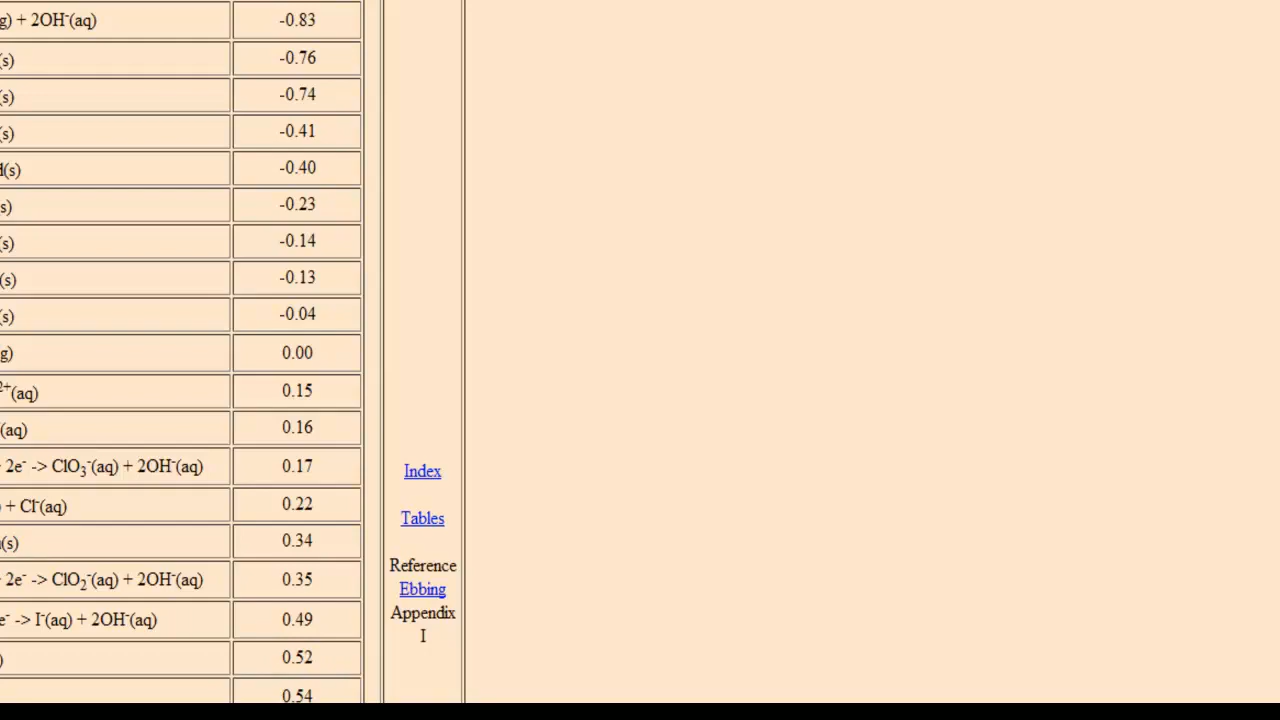 g) + 2OH⁻(aq) -0.83
(s) -0.76
(s) -0.74
(s) -0.41
(s) -0.40
s) -0.23
(s) -0.14
(s) -0.13
(s) -0.04
g) 0.00
2+(aq) 0.15
(aq) 0.16
2e⁻ -> ClO₃⁻(aq) + 2OH⁻(aq) 0.17
) + Cl⁻(aq) 0.22
(s) 0.34
2e⁻ -> ClO₂⁻(aq) + 2OH⁻(aq) 0.35
e⁻ -> I⁻(aq) + 2OH⁻(aq) 0.49
) 0.52
0.54
Index
Tables
Reference
Ebbing
Appendix
I